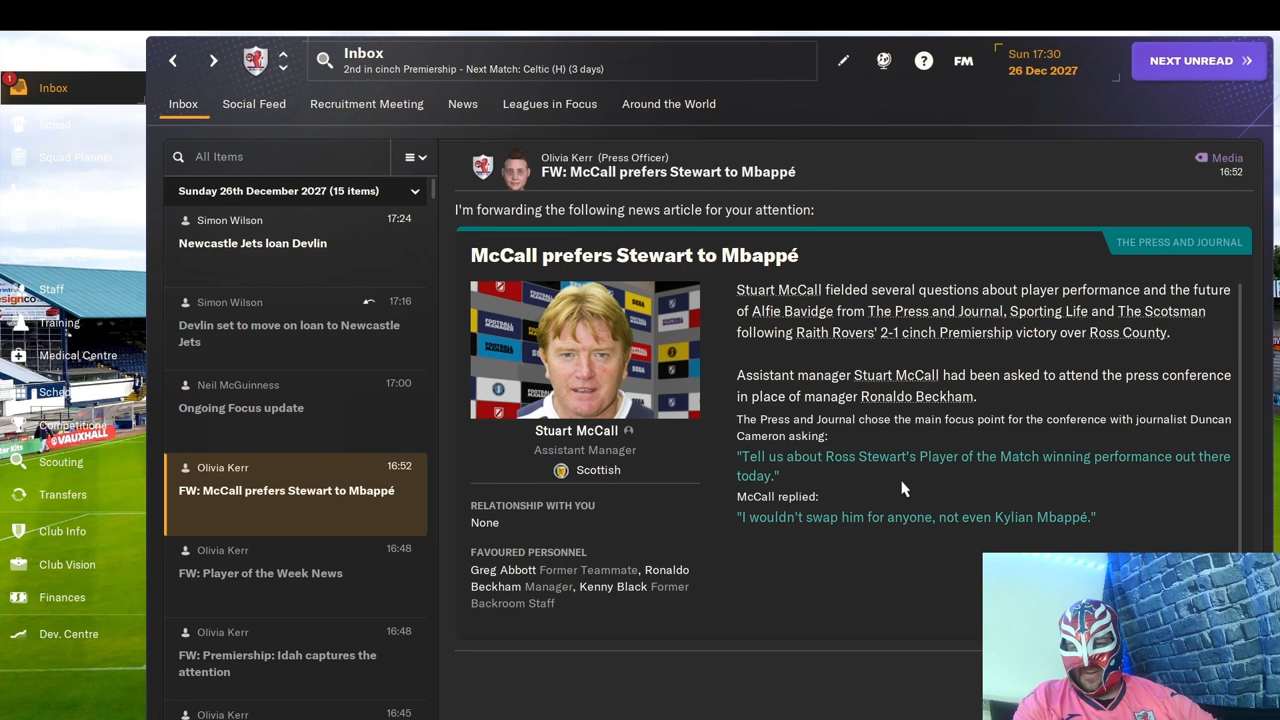 Inbox
2nd in cinch Premiership - Next Match: Celtic (H) (3 days)
FM
Sun 17:30
26 Dec 2027
NEXT UNREAD
1
Inbox
Squad
Squad Planner
Staff
Training
Medical Centre
Sched
Competitions
Scouting
Transfers
Club Info
Club Vision
Finances
Dev. Centre
VAUXHALL
Inbox
Social Feed
Recruitment Meeting
News
Leagues in Focus
Around the World
All Items
Sunday 26th December 2027 (15 items)
Simon Wilson 17:24
Newcastle Jets loan Devlin
Simon Wilson 17:16
Devlin set to move on loan to Newcastle
Jets
Neil McGuinness 17:00
Ongoing Focus update
Olivia Kerr 16:52
FW: McCall prefers Stewart to Mbappé
Olivia Kerr 16:48
FW: Player of the Week News
Olivia Kerr 16:48
FW: Premiership: Idah captures the
attention
Olivia Kerr 16:45
Olivia Kerr (Press Officer)
FW: McCall prefers Stewart to Mbappé
Media
16:52
I'm forwarding the following news article for your attention:
THE PRESS AND JOURNAL
McCall prefers Stewart to Mbappé
Stuart McCall
Assistant Manager
Scottish
RELATIONSHIP WITH YOU
None
FAVOURED PERSONNEL
Greg Abbott Former Teammate, Ronaldo
Beckham Manager, Kenny Black Former
Backroom Staff
Stuart McCall fielded several questions about player performance and the future
of Alfie Bavidge from The Press and Journal, Sporting Life and The Scotsman
following Raith Rovers' 2-1 cinch Premiership victory over Ross County.
Assistant manager Stuart McCall had been asked to attend the press conference
in place of manager Ronaldo Beckham.
The Press and Journal chose the main focus point for the conference with journalist Duncan
Cameron asking:
"Tell us about Ross Stewart's Player of the Match winning performance out there
today."
McCall replied:
"I wouldn't swap him for anyone, not even Kylian Mbappé."